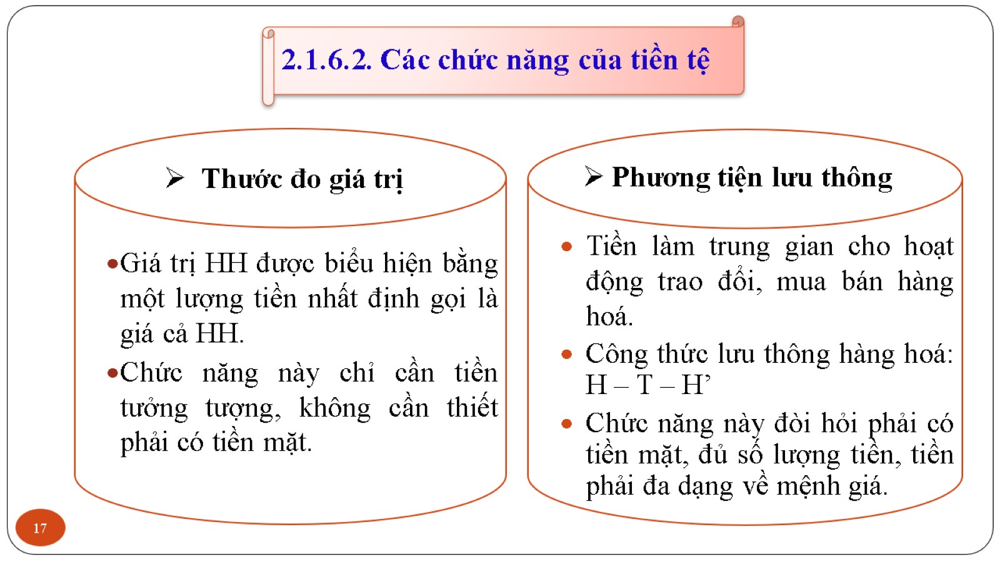 2.1.6.2. Các chức năng của tiền tệ
➢ Thước đo giá trị
•Giá trị HH được biểu hiện bằng
một lượng tiền nhất định gọi là
giá cả HH.
•Chức năng này chỉ cần tiền
tưởng tượng, không cần thiết
phải có tiền mặt.
➢ Phương tiện lưu thông
• Tiền làm trung gian cho hoạt
động trao đổi, mua bán hàng
hoá.
• Công thức lưu thông hàng hoá:
H – T – H’
• Chức năng này đòi hỏi phải có
tiền mặt, đủ số lượng tiền, tiền
phải đa dạng về mệnh giá.
17